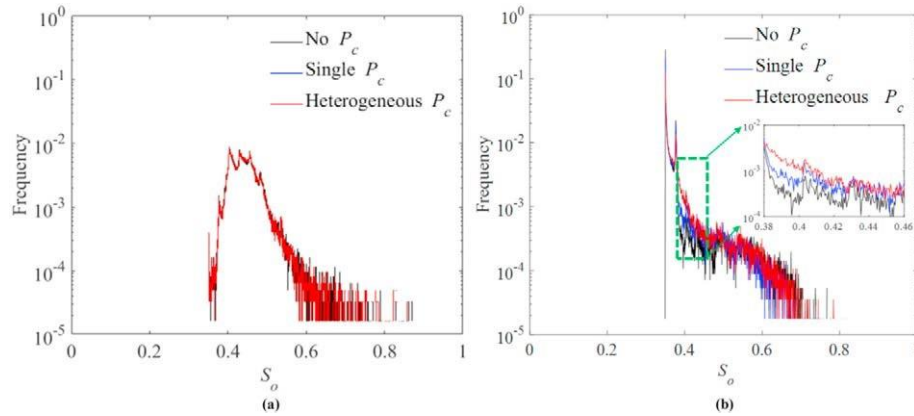 10^0
10^-1
10^-2
10^-3
10^-4
10^-5
Frequency
No P_c
Single P_c
Heterogeneous P_c
0 0.2 0.4 0.6 0.8 1
S_o
(a)
10^0
10^-1
10^-2
10^-3
10^-4
10^-5
Frequency
No P_c
Single P_c
Heterogeneous P_c
10^-2
10^-3
10^-4
0.38 0.4 0.42 0.44 0.46
0 0.2 0.4 0.6 0.8
S_o
(b)